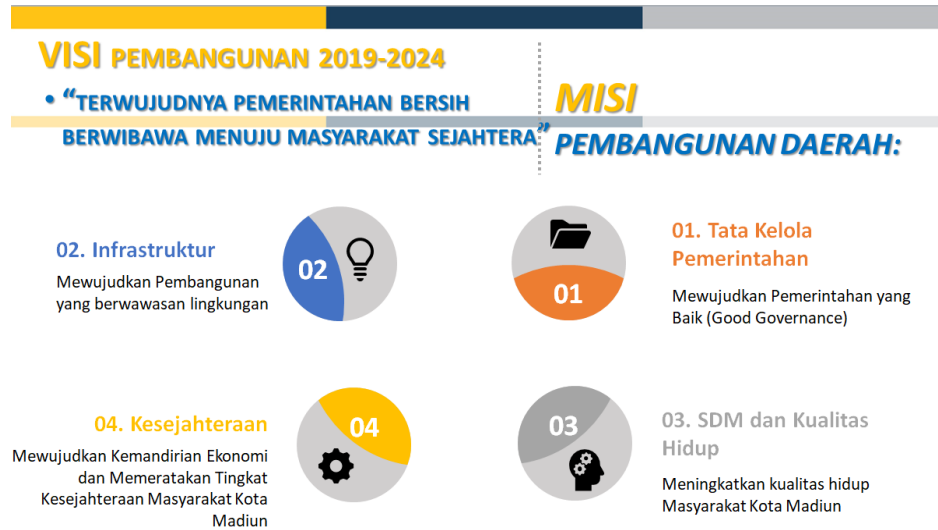 VISI PEMBANGUNAN 2019-2024
• “TERWUJUDNYA PEMERINTAHAN BERSIH
BERWIBAWA MENUJU MASYARAKAT SEJAHTERA”
MISI
PEMBANGUNAN DAERAH:
02. Infrastruktur
Mewujudkan Pembangunan
yang berwawasan lingkungan
02
01. Tata Kelola
Pemerintahan
Mewujudkan Pemerintahan yang
Baik (Good Governance)
01
04. Kesejahteraan
Mewujudkan Kemandirian Ekonomi
dan Memeratakan Tingkat
Kesejahteraan Masyarakat Kota
Madiun
04
03. SDM dan Kualitas
Hidup
Meningkatkan kualitas hidup
Masyarakat Kota Madiun
03